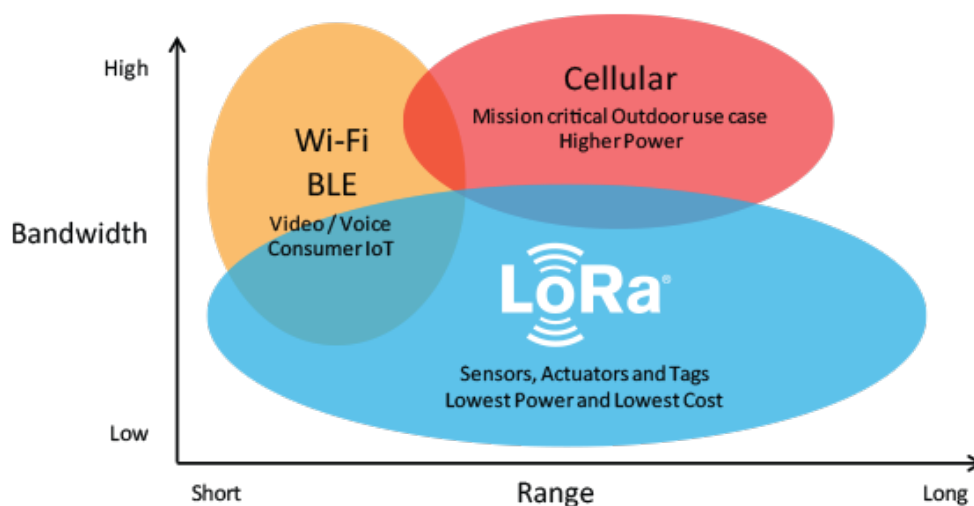 High
Bandwidth
Low
Wi-Fi
BLE
Video / Voice
Consumer IoT
Cellular
Mission critical Outdoor use case
Higher Power
LoRa®
Sensors, Actuators and Tags
Lowest Power and Lowest Cost
Short
Range
Long